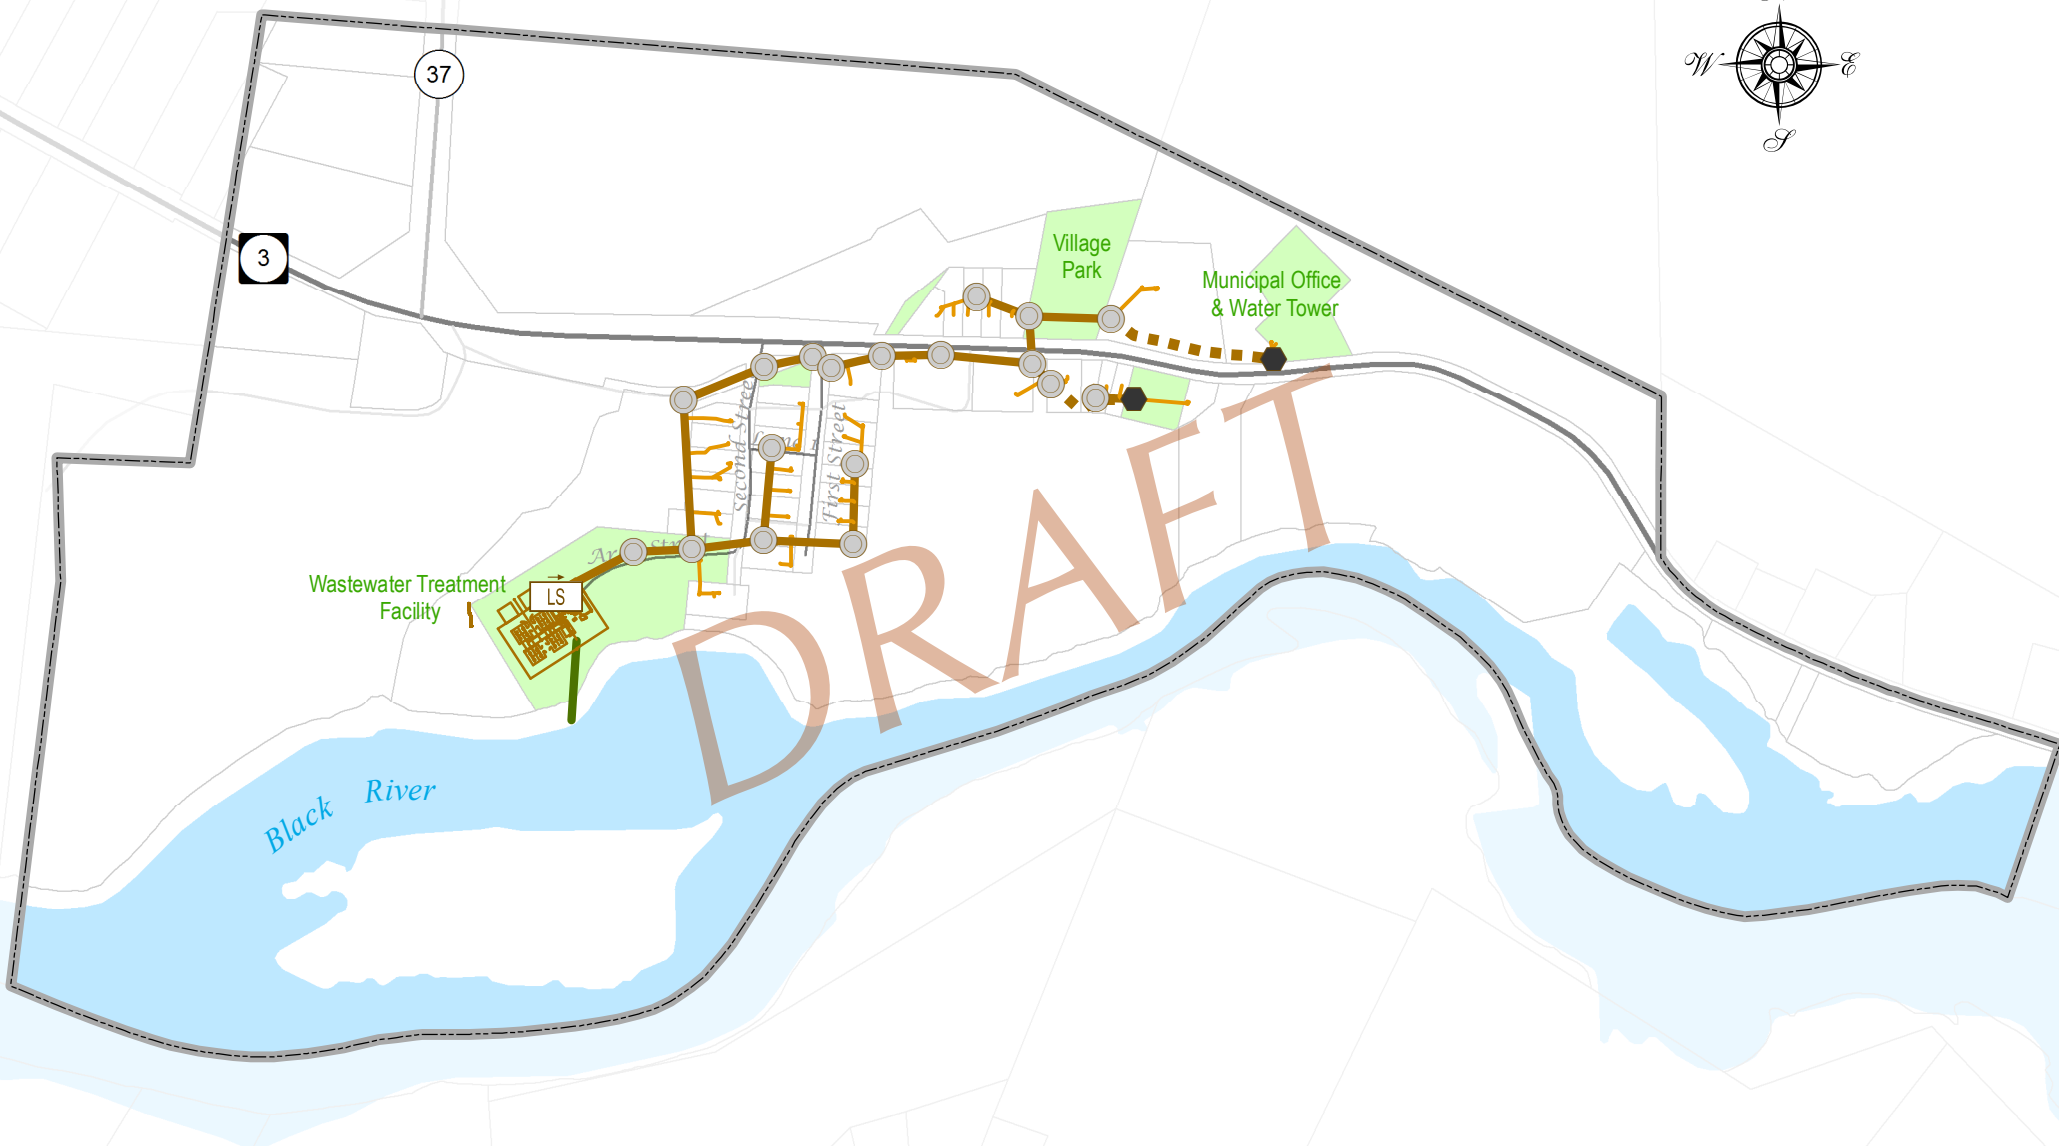 37
W
E
S
3
Village
Park
Municipal Office
& Water Tower
Second Street
First Street
Street
Wastewater Treatment
Facility
LS
DRAFT
Black River